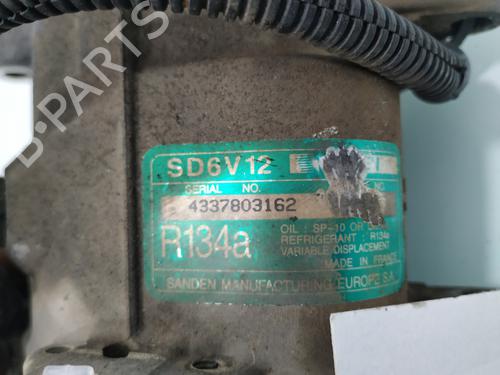 D-PARTS
SD6V12
SERIAL NO.
NO
4337803162
R134a
OIL : SP-10 OR
REFRIGERANT : R134a
VARIABLE DISPLACEMENT
MADE IN FRANCE
SANDEN MANUFACTURING EUROPE S.A.